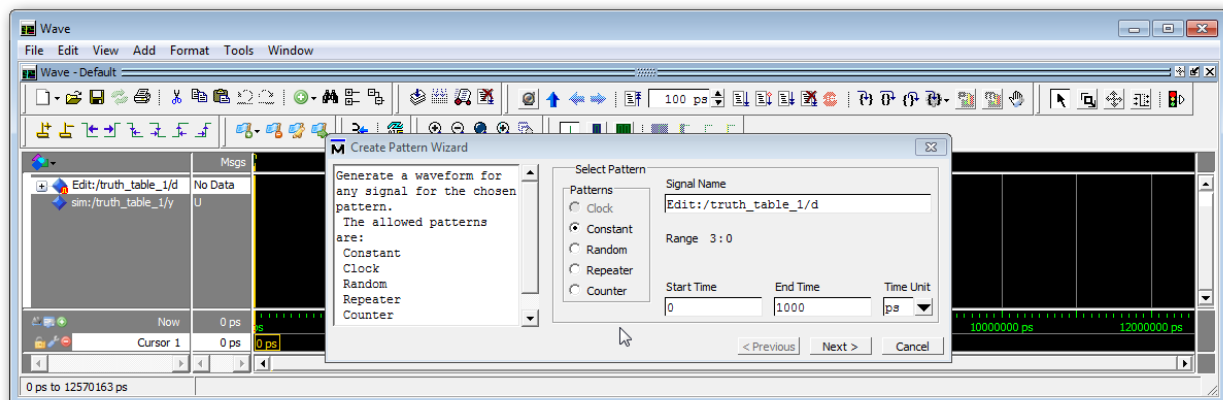 Wave
File Edit View Add Format Tools Window
Wave - Default
100 ps
Msgs
Edit:/truth_table_1/d No Data
sim:/truth_table_1/y U
Now 0 ps
Cursor 1 0 ps
0 ps
ps
10000000 ps 12000000 ps
0 ps to 12570163 ps
Create Pattern Wizard
Generate a waveform for
any signal for the chosen
pattern.
The allowed patterns
are:
Constant
Clock
Random
Repeater
Counter
Select Pattern
Patterns
Clock
Constant
Random
Repeater
Counter
Signal Name
Edit:/truth_table_1/d
Range 3:0
Start Time End Time Time Unit
0 1000 ps
< Previous Next > Cancel